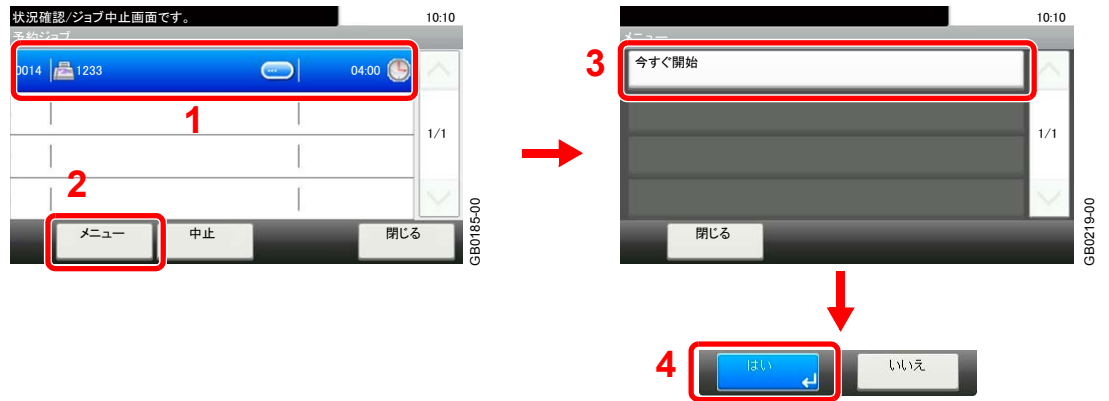 状況確認/ジョブ中止画面です。
10:10
予約ジョブ
0014 1233 04:00
1
1/1
2
メニュー 中止 閉じる
GB0185-00
10:10
メニュー
3
今すぐ開始
1/1
閉じる
GB0219-00
4
はい いいえ